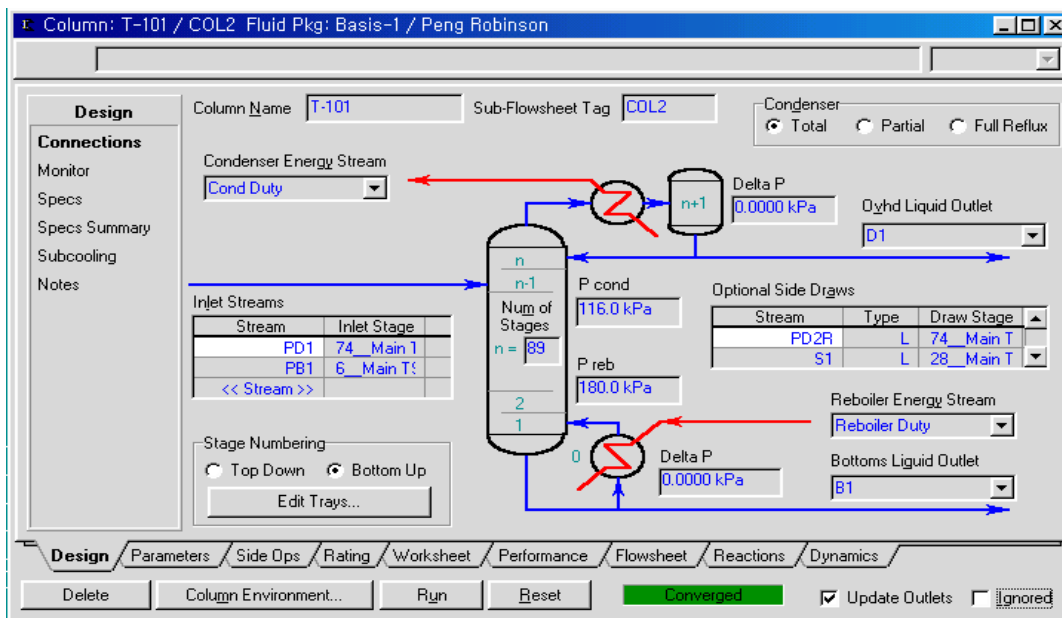 Column: T-101 / COL2 Fluid Pkg: Basis-1 / Peng Robinson
Design
Connections
Monitor
Specs
Specs Summary
Subcooling
Notes
Column Name T-101
Sub-Flowsheet Tag COL2
Condenser
Total Partial Full Reflux
Condenser Energy Stream
Cond Duty
n+1
Delta P
0.0000 kPa
Ovhd Liquid Outlet
D1
Inlet Streams
Stream Inlet Stage
PD1 74__Main T
PB1 6__Main TS
<< Stream >>
n
n-1
Num of
Stages
n = 89
2
1
P cond
116.0 kPa
P reb
180.0 kPa
Optional Side Draws
Stream Type Draw Stage
PD2R L 74__Main T
S1 L 28__Main T
Stage Numbering
Top Down Bottom Up
Edit Trays...
0
Delta P
0.0000 kPa
Reboiler Energy Stream
Reboiler Duty
Bottoms Liquid Outlet
B1
Design Parameters Side Ops Rating Worksheet Performance Flowsheet Reactions Dynamics
Delete Column Environment... Run Reset Converged Update Outlets Ignored